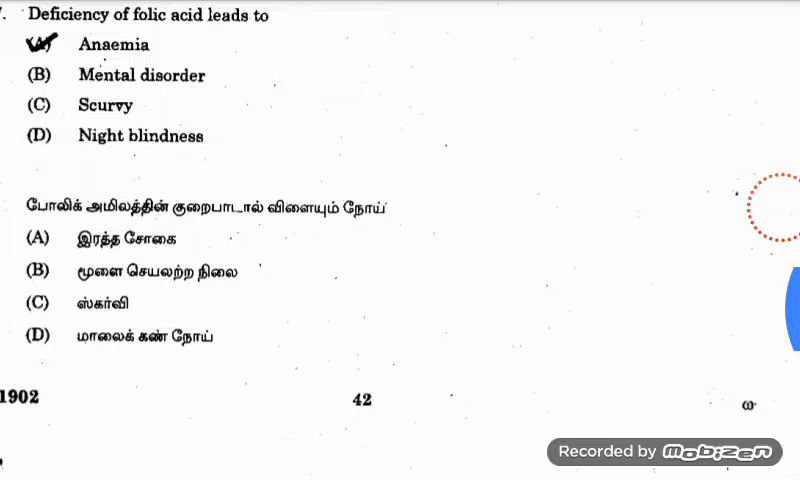 Deficiency of folic acid leads to
(A) Anaemia
(B) Mental disorder
(C) Scurvy
(D) Night blindness
போலிக் அமிலத்தின் குறைபாடால் விளையும் நோய்
(A) இரத்த சோகை
(B) மூளை செயலற்ற நிலை
(C) ஸ்கர்வி
(D) மாலைக் கண் நோய்
1902 42 ω
Recorded by mobizen